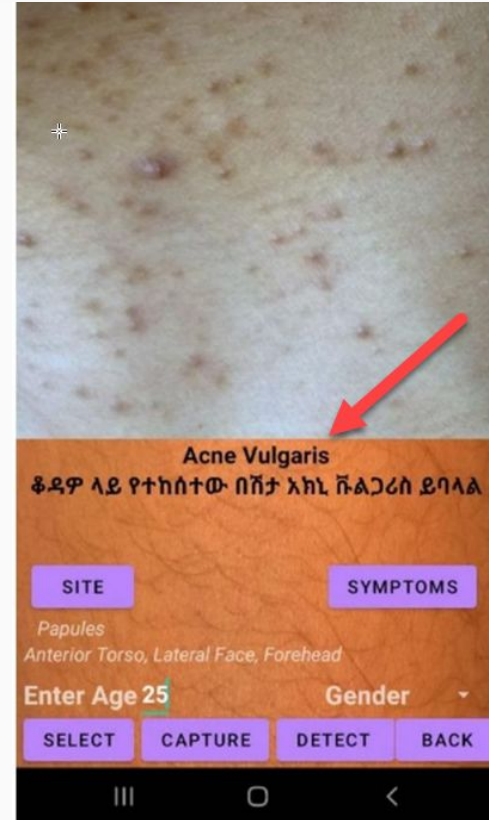 Acne Vulgaris
ቆዳዎ ላይ የተከሰተው በሽታ አክኒ ቩልጋሪስ ይባላል
SITE
SYMPTOMS
Papules
Anterior Torso, Lateral Face, Forehead
Enter Age 25
Gender
SELECT
CAPTURE
DETECT
BACK